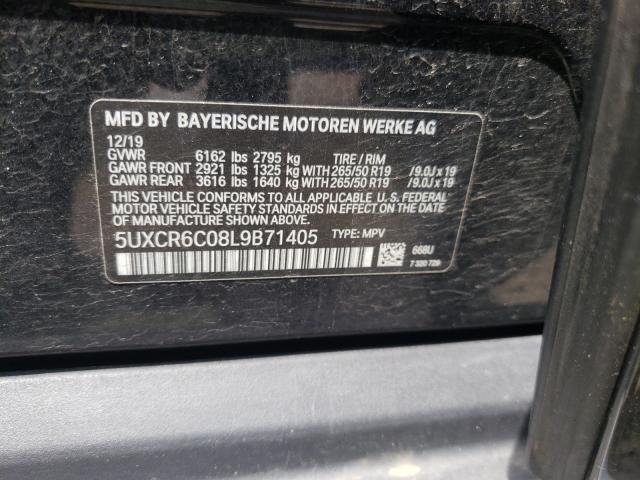 MFD BY BAYERISCHE MOTOREN WERKE AG
12/19
GVWR 6162 lbs 2795 kg TIRE / RIM
GAWR FRONT 2921 lbs 1325 kg WITH 265/50 R19 /9.0J x 19
GAWR REAR 3616 lbs 1640 kg WITH 265/50 R19 /9.0J x 19
THIS VEHICLE CONFORMS TO ALL APPLICABLE U. S. FEDERAL
MOTOR VEHICLE SAFETY STANDARDS IN EFFECT ON THE DATE OF
MANUFACTURE SHOWN ABOVE.
5UXCR6C08L9B71405 TYPE: MPV
668U
7 320 729